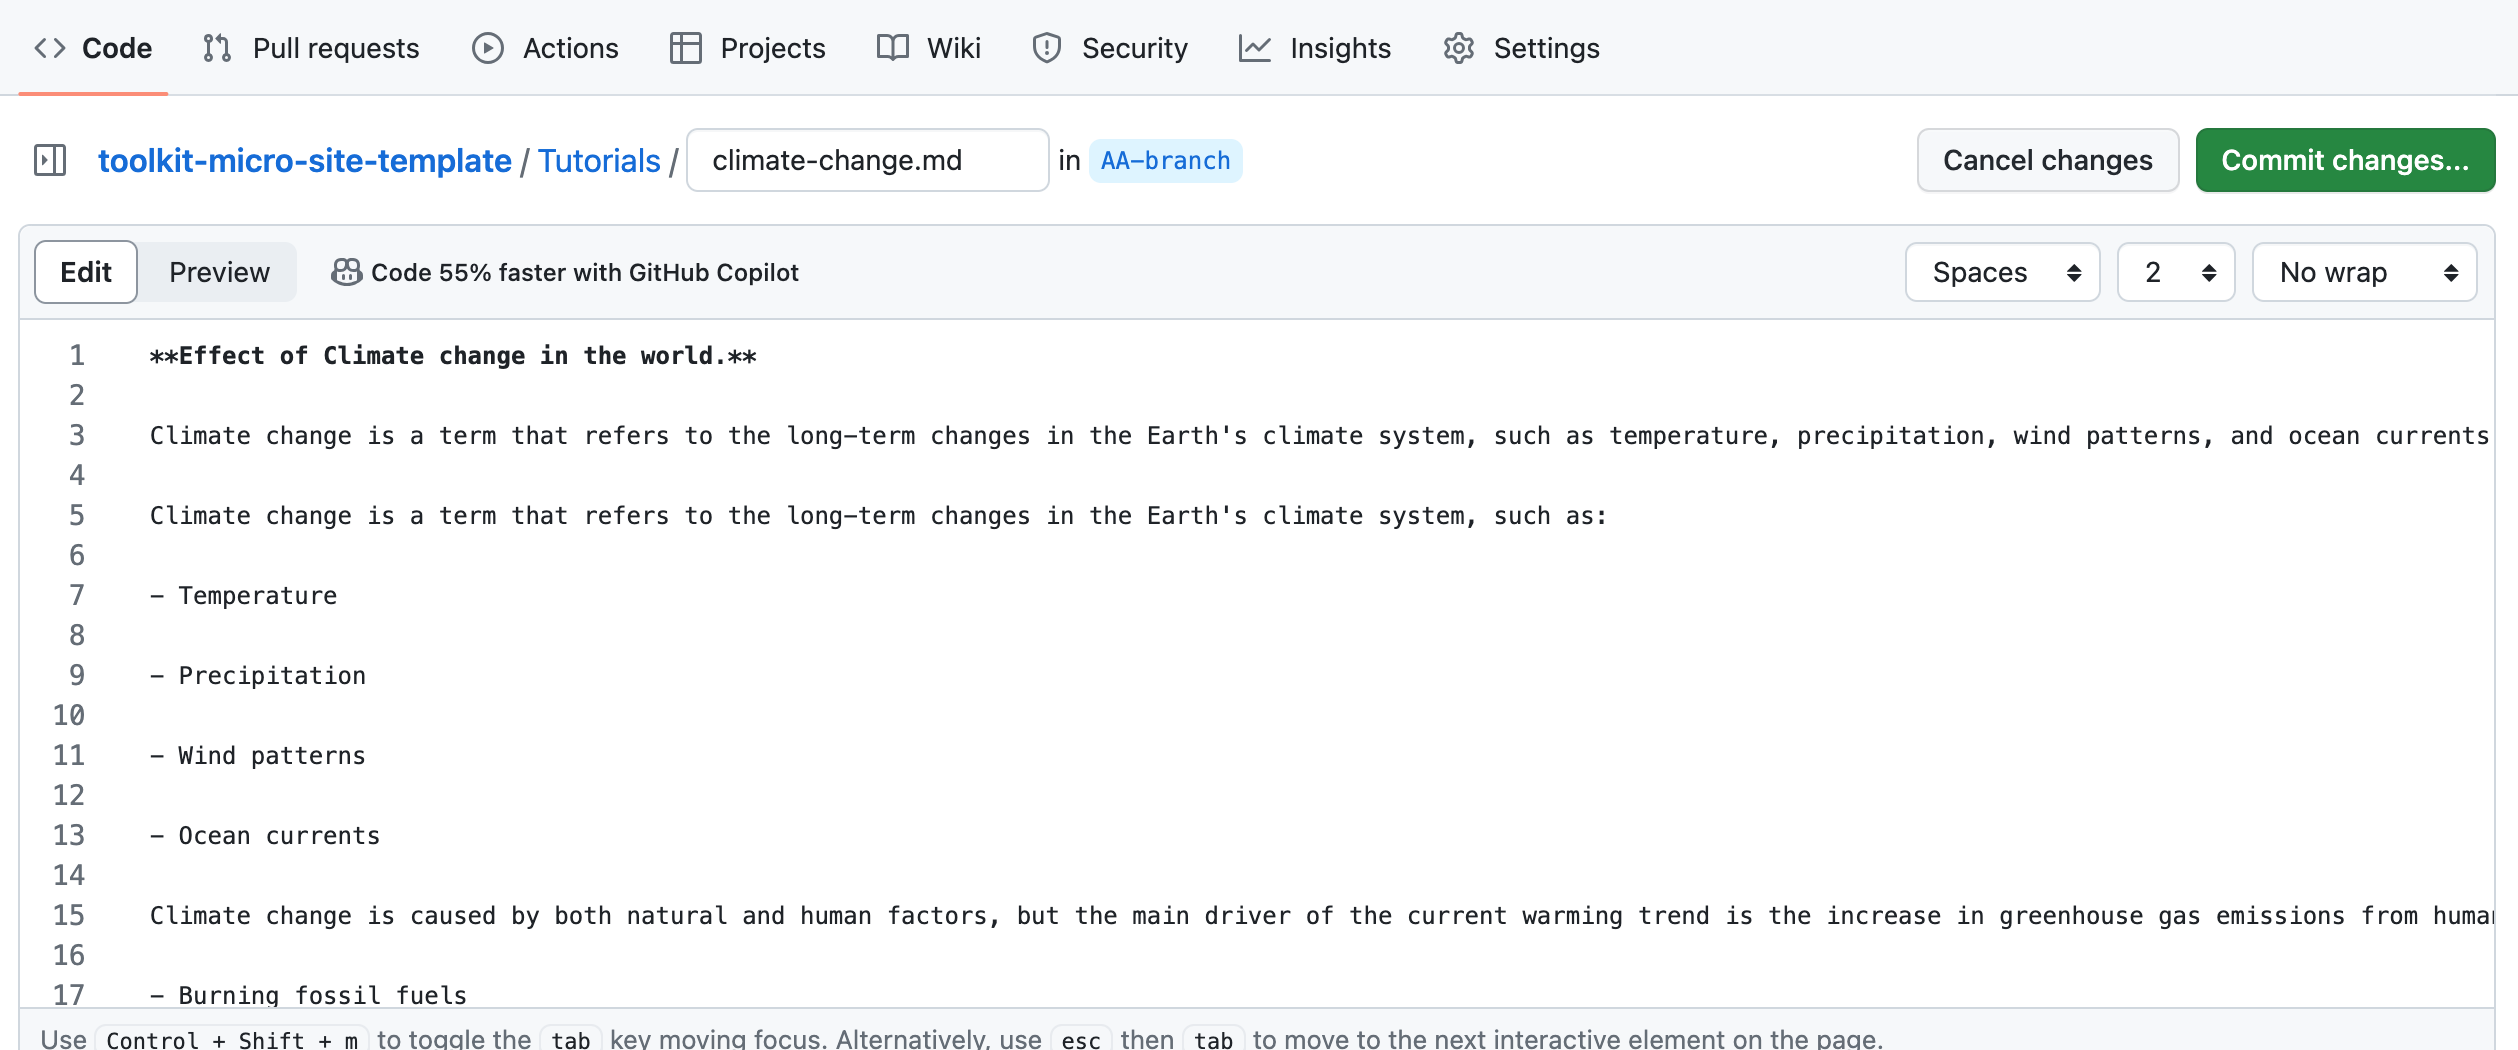 Code Pull requests Actions Projects Wiki Security Insights Settings
toolkit-micro-site-template / Tutorials / climate-change.md in AA-branch Cancel changes Commit changes...
Edit Preview Code 55% faster with GitHub Copilot Spaces 2 No wrap
1 **Effect of Climate change in the world.**
2
3 Climate change is a term that refers to the long-term changes in the Earth's climate system, such as temperature, precipitation, wind patterns, and ocean currents
4
5 Climate change is a term that refers to the long-term changes in the Earth's climate system, such as:
6
7 - Temperature
8
9 - Precipitation
10
11 - Wind patterns
12
13 - Ocean currents
14
15 Climate change is caused by both natural and human factors, but the main driver of the current warming trend is the increase in greenhouse gas emissions from human
16
17 - Burning fossil fuels
Use Control + Shift + m to toggle the tab key moving focus. Alternatively, use esc then tab to move to the next interactive element on the page.